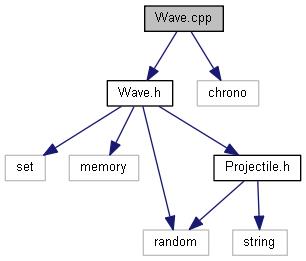 Wave.cpp
Wave.h
chrono
set
memory
Projectile.h
random
string